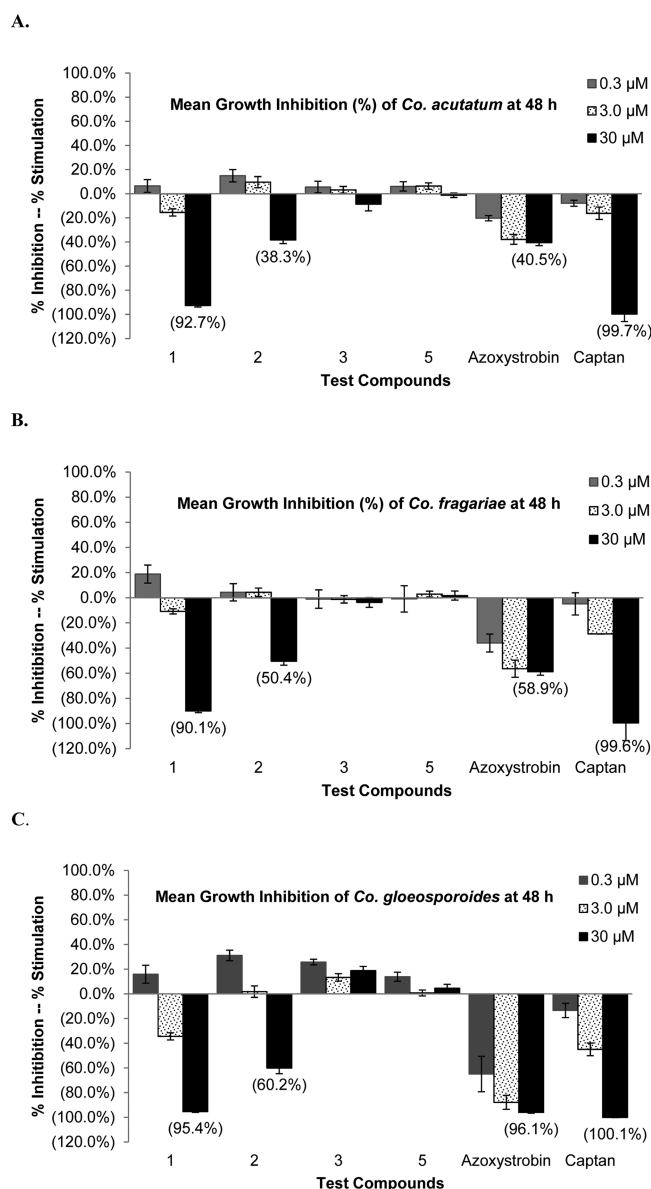 A.
100.0%
80.0%
60.0%
40.0%
20.0%
0.0%
(20.0%)
(40.0%)
(60.0%)
(80.0%)
(100.0%)
(120.0%)
% Inhibition -- % Stimulation
Mean Growth Inhibition (%) of Co. acutatum at 48 h
0.3 µM
3.0 µM
30 µM
(92.7%)
(38.3%)
(40.5%)
(99.7%)
1 2 3 5 Azoxystrobin Captan
Test Compounds
B.
100.0%
80.0%
60.0%
40.0%
20.0%
0.0%
(20.0%)
(40.0%)
(60.0%)
(80.0%)
(100.0%)
(120.0%)
% Inhitibition -- % Stimulation
Mean Growth Inhibition (%) of Co. fragariae at 48 h
0.3 µM
3.0 µM
30 µM
(90.1%)
(50.4%)
(58.9%)
(99.6%)
1 2 3 5 Azoxystrobin Captan
Test Compounds
C.
100.0%
80.0%
60.0%
40.0%
20.0%
0.0%
(20.0%)
(40.0%)
(60.0%)
(80.0%)
(100.0%)
(120.0%)
% Inhitibition -- % Stimulation
Mean Growth Inhibition of Co. gloeosporoides at 48 h
0.3 µM
3.0 µM
30 µM
(95.4%)
(60.2%)
(96.1%)
(100.1%)
1 2 3 5 Azoxystrobin Captan
Test Compounds